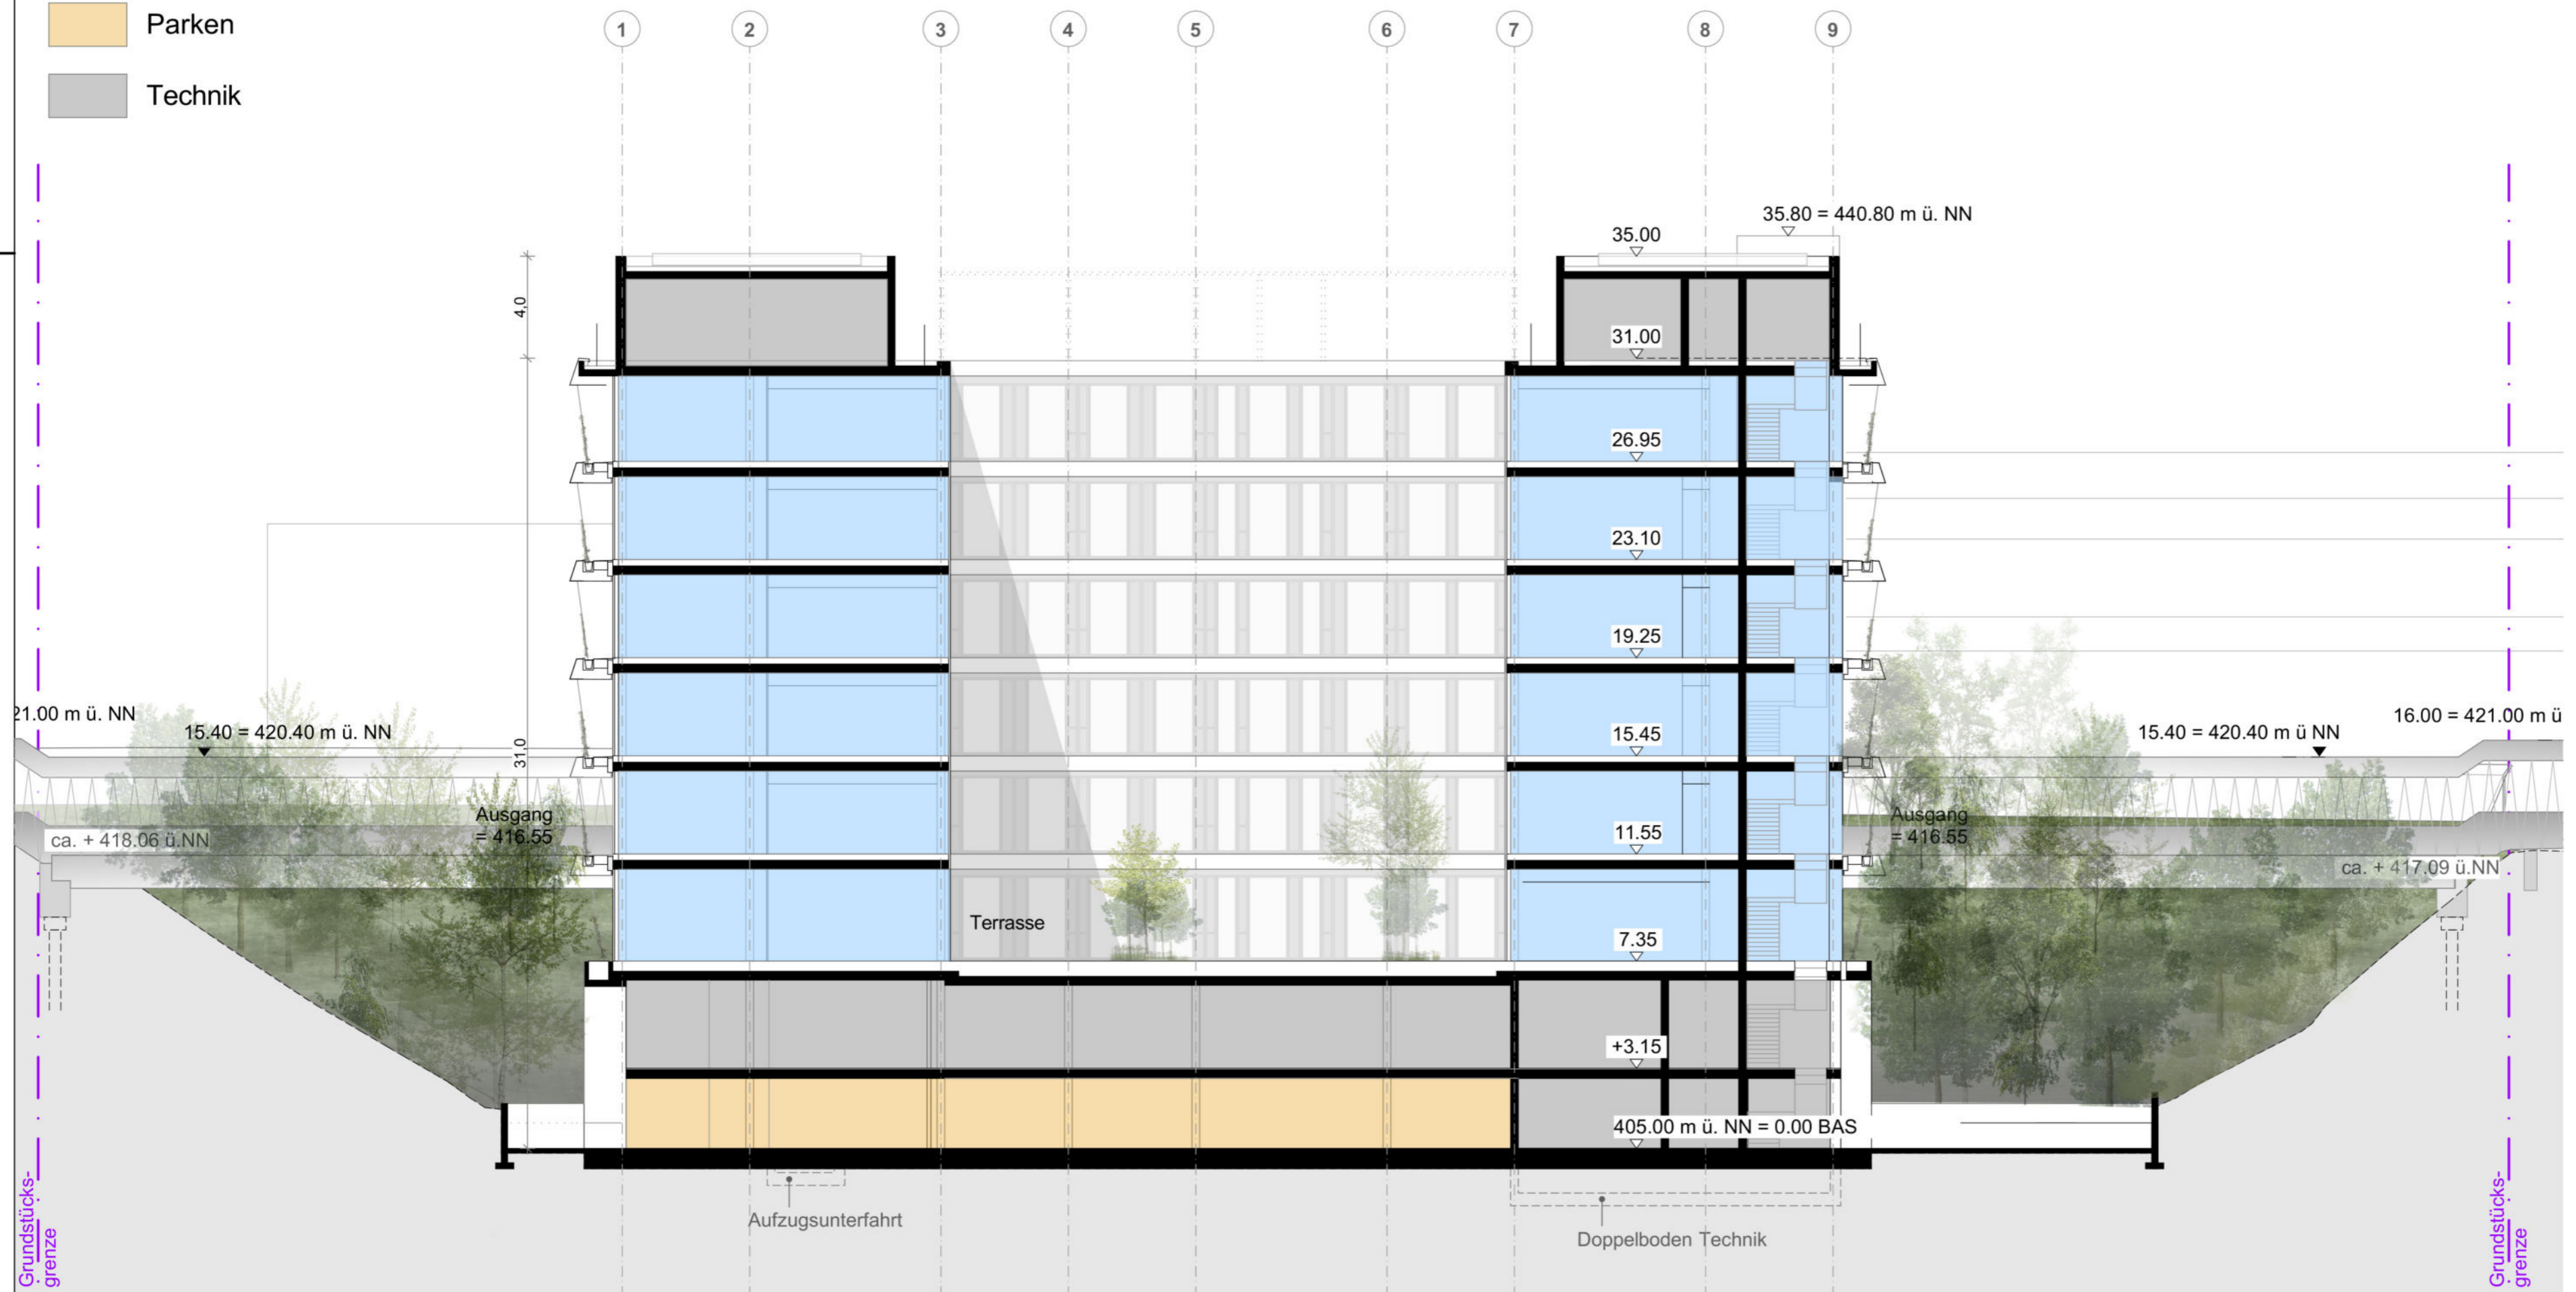 Parken
Technik
1 2 3 4 5 6 7 8 9
35.80 = 440.80 m ü. NN
35.00
4,0
31.00
26.95
23.10
19.25
21.00 m ü. NN
15.40 = 420.40 m ü. NN
31,0
15.45
15.40 = 420.40 m ü NN
16.00 = 421.00 m ü
Ausgang
= 416.55
ca. + 418.06 ü.NN
11.55
Ausgang
= 416.55
ca. + 417.09 ü.NN
Terrasse
7.35
+3.15
405.00 m ü. NN = 0.00 BAS
Aufzugsunterfahrt
Doppelboden Technik
Grundstücks-
grenze
Grundstücks-
grenze